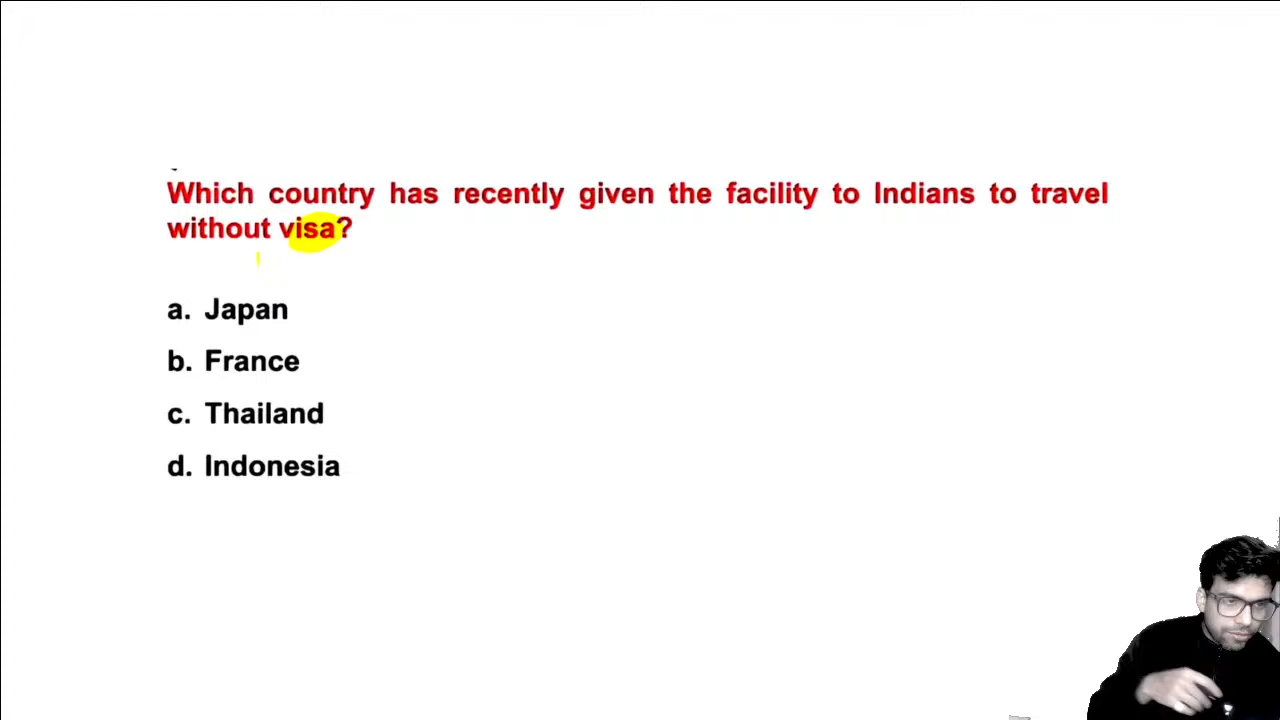 Which country has recently given the facility to Indians to travel
without visa?
a. Japan
b. France
c. Thailand
d. Indonesia